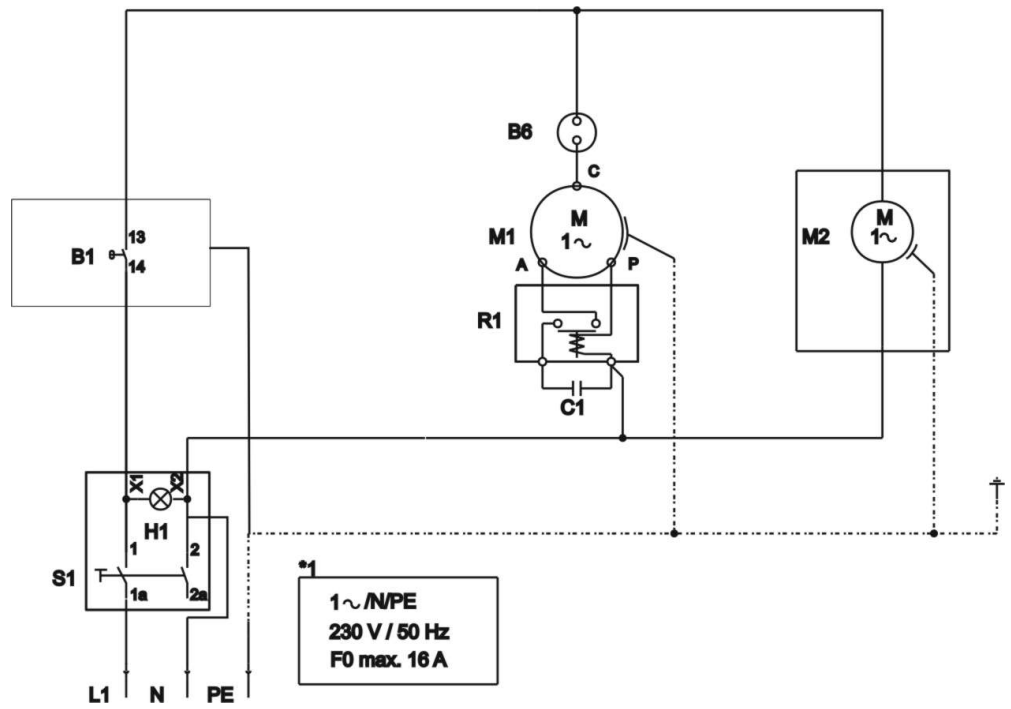 B6
C
M
1~
M1
A
P
M
1~
M2
13
B1
14
R1
C1
X1
X2
H1
1
2
S1
1a
2a
*1
1~/N/PE
230 V / 50 Hz
F0 max. 16 A
L1
N
PE